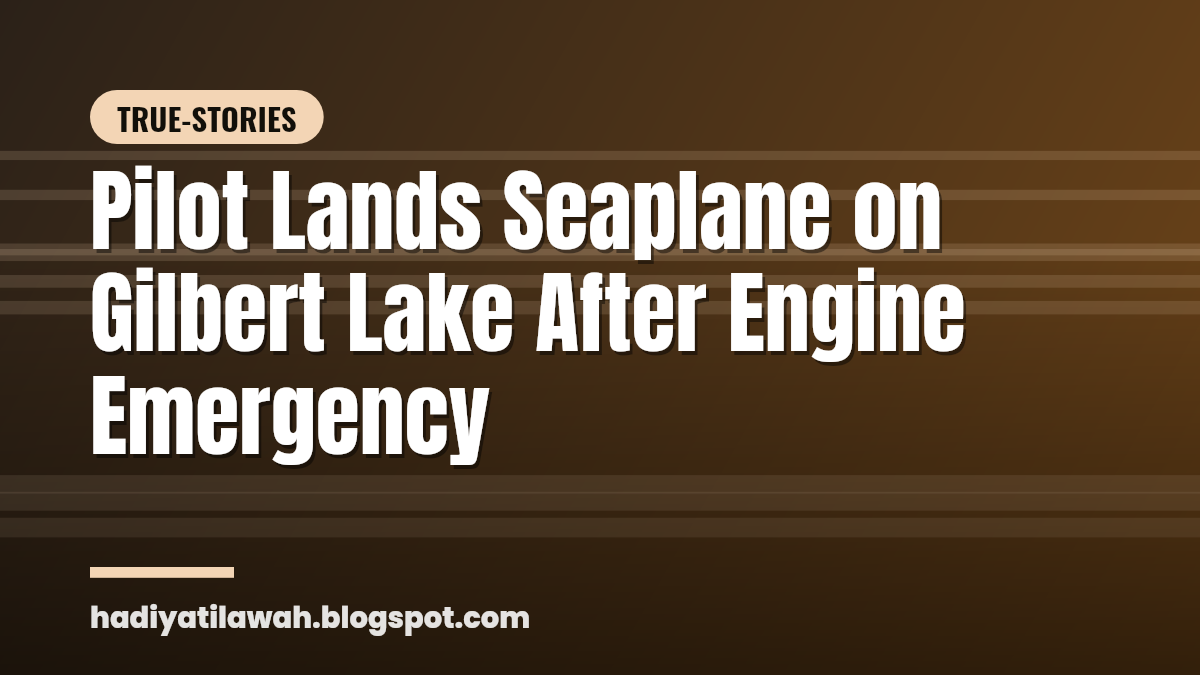 TRUE-STORIES
Pilot Lands Seaplane on
Gilbert Lake After Engine
Emergency
hadiyatilawah.blogspot.com